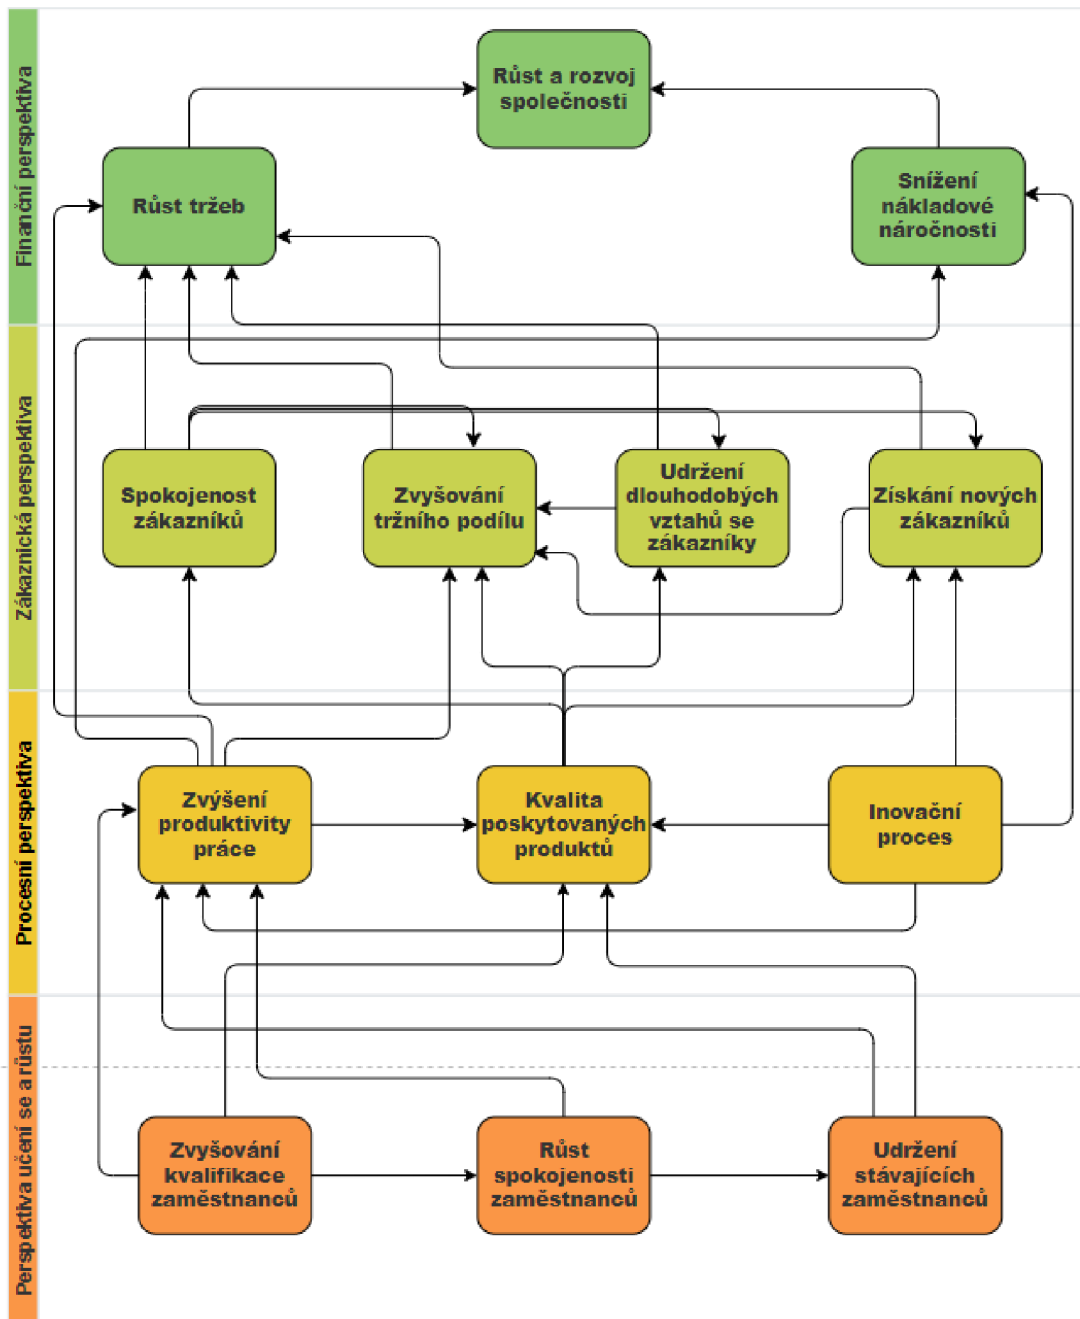 Finanční perspektiva
Růst a rozvoj
společnosti
Růst tržeb
Snížení
nákladové
náročnosti
Zákaznická perspektiva
Spokojenost
zákazníků
Zvyšování
tržního podílu
Udržení
dlouhodobých
vztahů se
zákazníky
Získání nových
zákazníků
Procesní perspektiva
Zvýšení
produktivity
práce
Kvalita
poskytovaných
produktů
Inovační
proces
Perspektiva učení se a růstu
Zvyšování
kvalifikace
zaměstnanců
Růst
spokojenosti
zaměstnanců
Udržení
stávajících
zaměstnanců